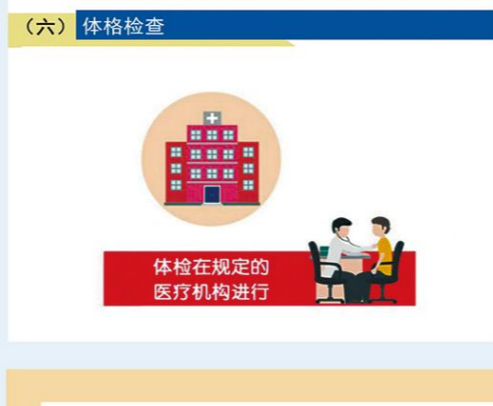 （六） 体格检查
体检在规定的
医疗机构进行